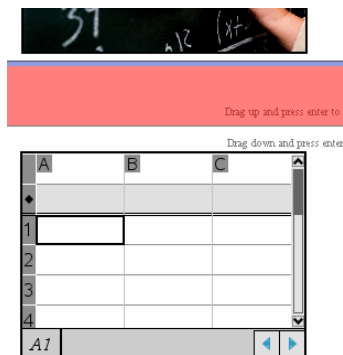 Drag up and press enter to
Drag down and press enter
A B C
1
2
3
4
A1